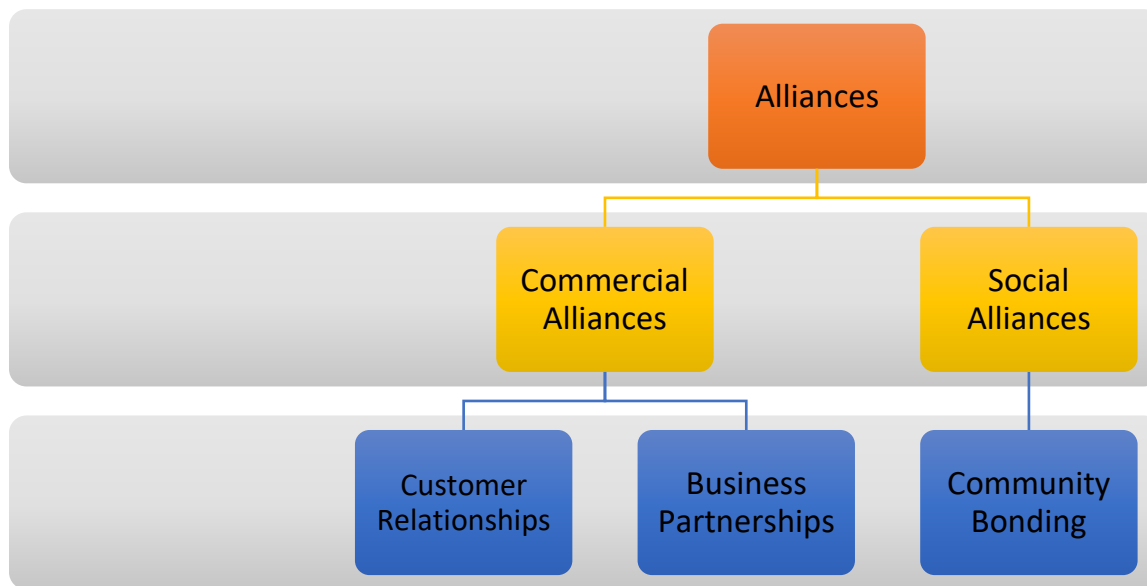 Alliances
Commercial
Alliances
Social
Alliances
Customer
Relationships
Business
Partnerships
Community
Bonding